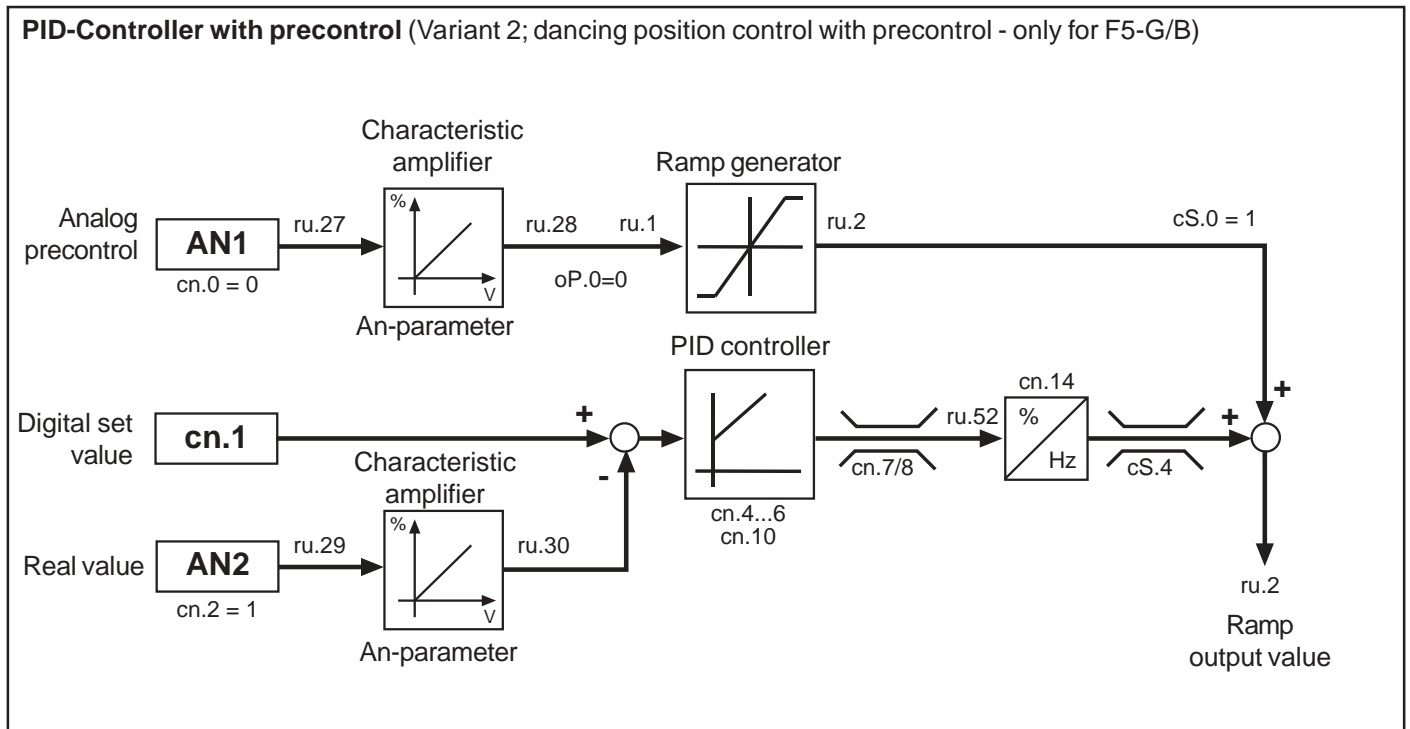 PID-Controller with precontrol (Variant 2; dancing position control with precontrol - only for F5-G/B)
Characteristic
amplifier
Ramp generator
Analog
precontrol
AN1
cn.0 = 0
ru.27
%
V
An-parameter
ru.28
ru.1
oP.0=0
ru.2
cS.0 = 1
PID controller
Digital set
value
cn.1
+
-
cn.4...6
cn.10
cn.7/8
ru.52
cn.14
%
Hz
cS.4
+
+
Characteristic
amplifier
Real value
AN2
cn.2 = 1
ru.29
%
V
An-parameter
ru.30
ru.2
Ramp
output value